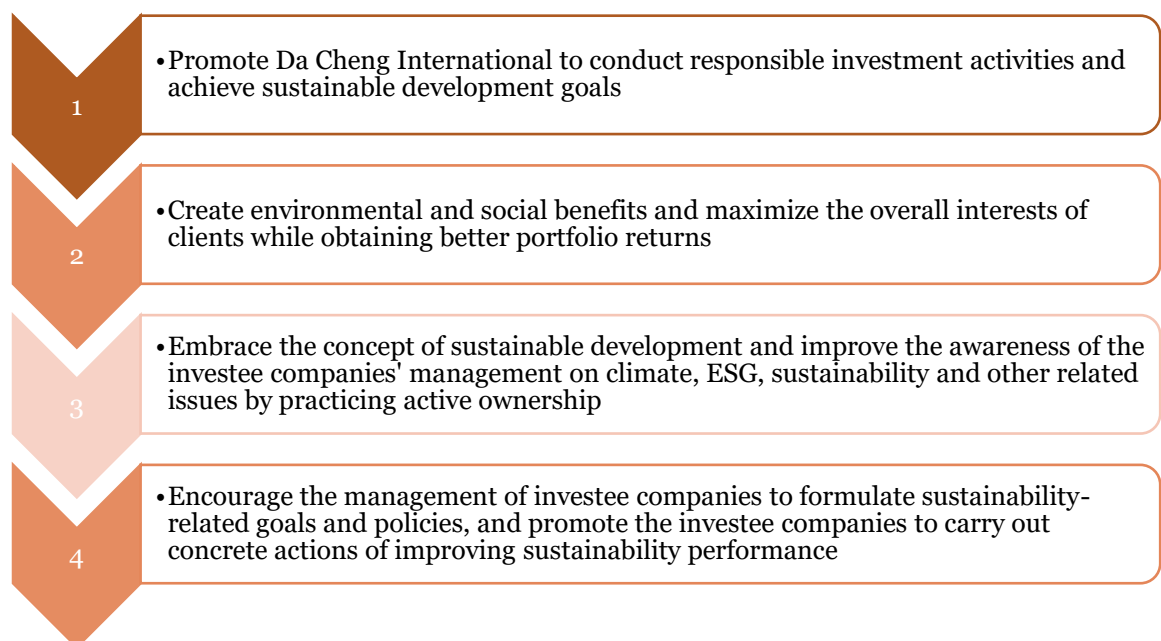 1
•Promote Da Cheng International to conduct responsible investment activities and
achieve sustainable development goals
2
•Create environmental and social benefits and maximize the overall interests of
clients while obtaining better portfolio returns
3
•Embrace the concept of sustainable development and improve the awareness of the
investee companies' management on climate, ESG, sustainability and other related
issues by practicing active ownership
4
•Encourage the management of investee companies to formulate sustainability-
related goals and policies, and promote the investee companies to carry out
concrete actions of improving sustainability performance